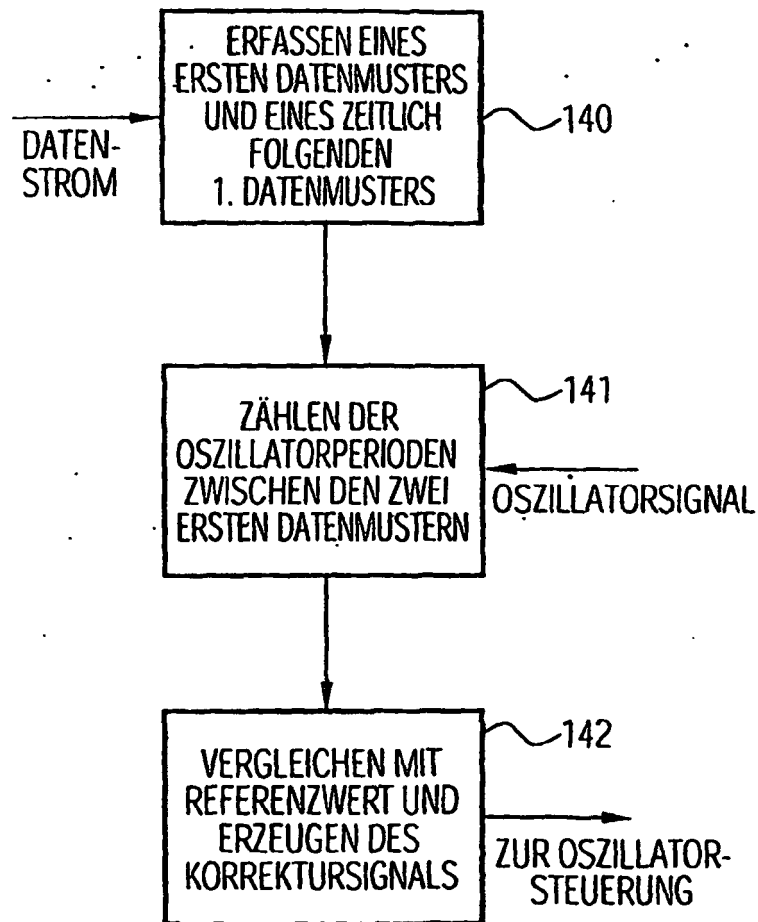 ERFASSEN EINES
ERSTEN DATENMUSTERS
UND EINES ZEITLICH
FOLGENDEN
1. DATENMUSTERS
140
DATEN-
STROM
141
ZÄHLEN DER
OSZILLATORPERIODEN
ZWISCHEN DEN ZWEI
ERSTEN DATENMUSTERN
OSZILLATORSIGNAL
142
VERGLEICHEN MIT
REFERENZWERT UND
ERZEUGEN DES
KORREKTURSIGNALS
ZUR OSZILLATOR-
STEUERUNG